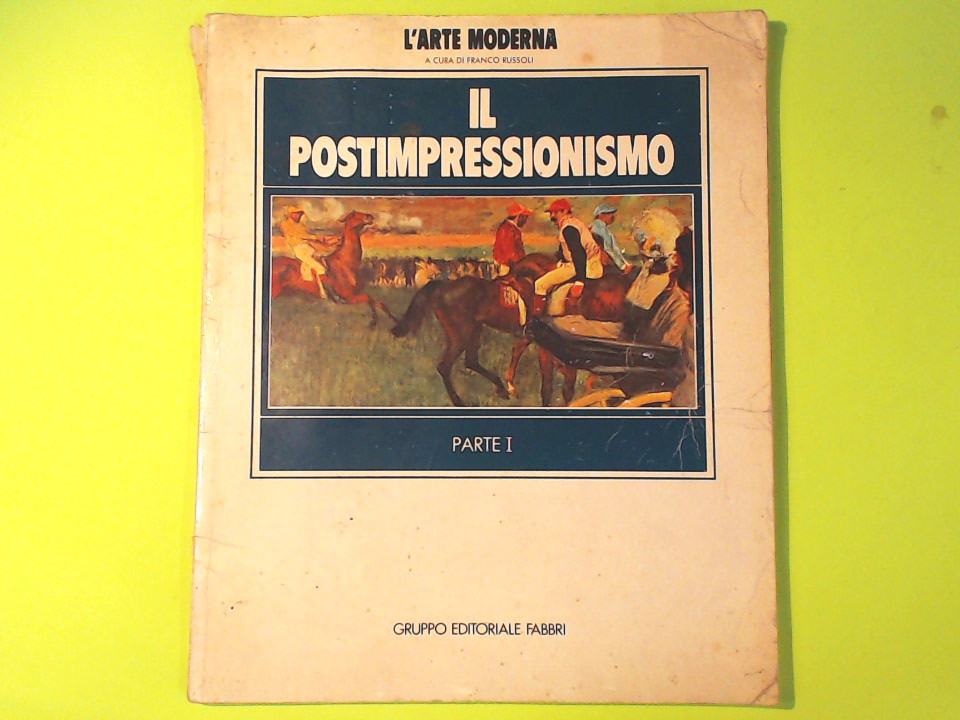 L'ARTE MODERNA
A CURA DI FRANCO RUSSOLI
IL
POSTIMPRESSIONISMO
PARTE I
GRUPPO EDITORIALE FABBRI